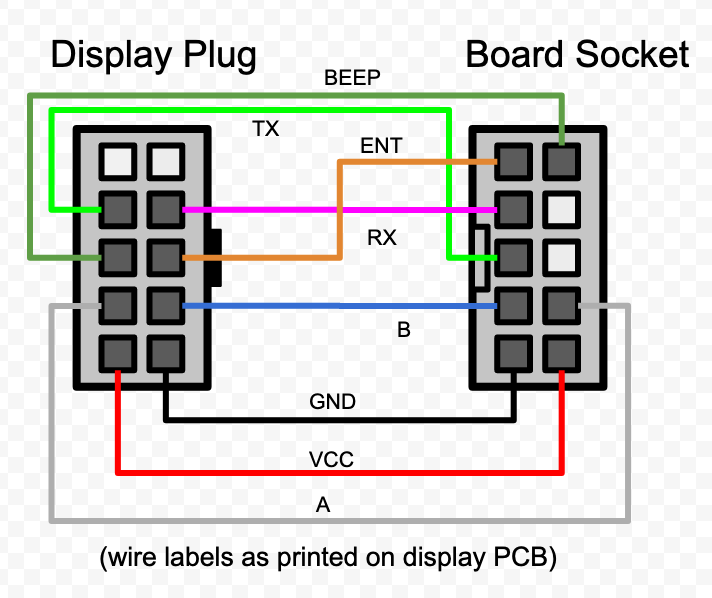 Display Plug
Board Socket
BEEP
TX
ENT
RX
B
GND
VCC
A
(wire labels as printed on display PCB)